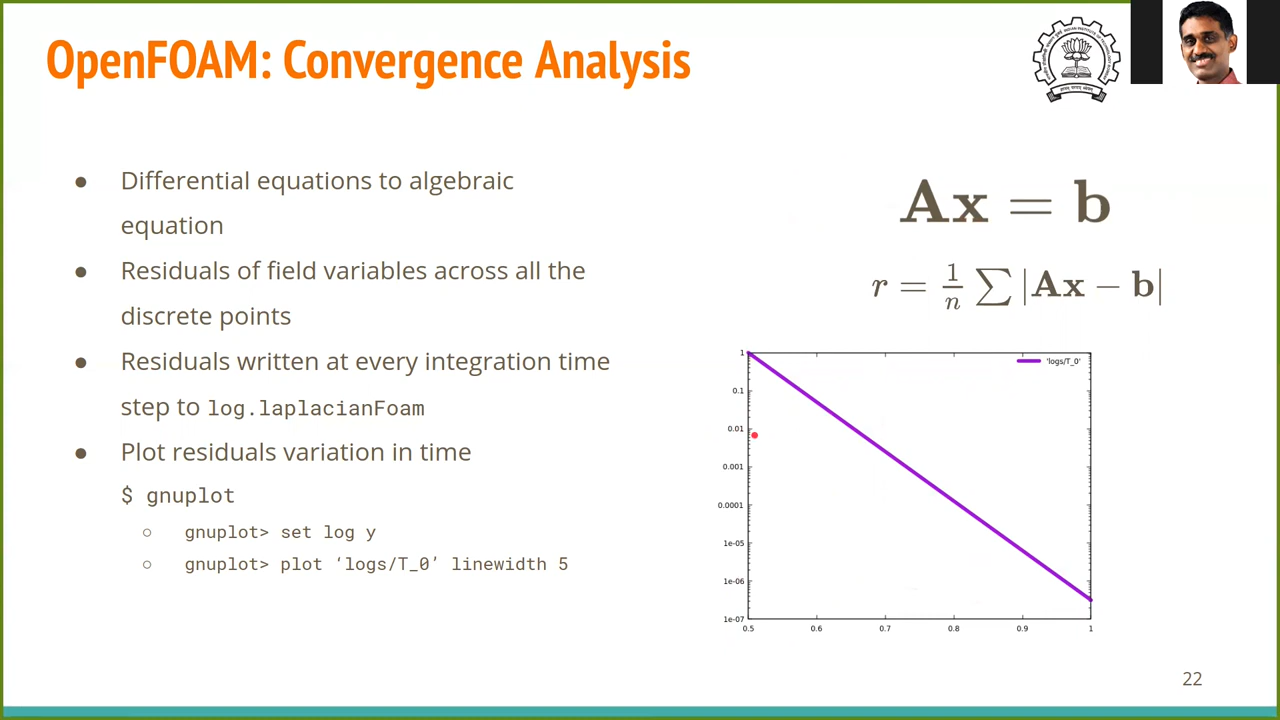 OpenFOAM: Convergence Analysis
● Differential equations to algebraic
equation
● Residuals of field variables across all the
discrete points
● Residuals written at every integration time
step to log.laplacianFoam
● Plot residuals variation in time
$ gnuplot
○ gnuplot> set log y
○ gnuplot> plot ‘logs/T_0’ linewidth 5
Ax = b
r = 1/n ∑ |Ax − b|
'logs/T_0'
1
0.1
0.01
0.001
0.0001
1e-05
1e-06
1e-07
0.5 0.6 0.7 0.8 0.9 1
22